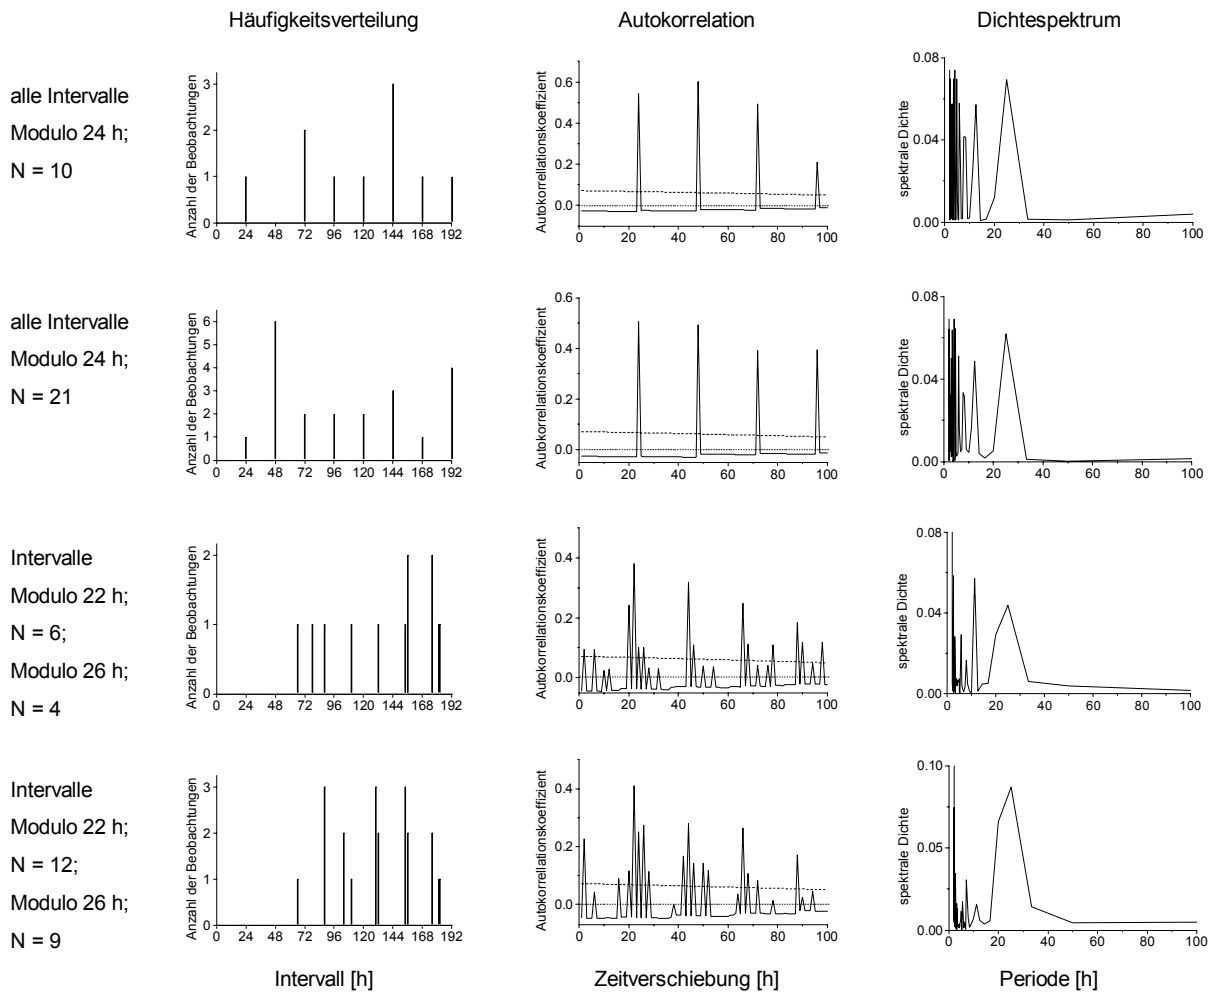 Häufigkeitsverteilung Autokorrelation Dichtespektrum
alle Intervalle
Modulo 24 h;
N = 10
Anzahl der Beobachtungen
3
2
1
0
0 24 48 72 96 120 144 168 192
Autokorrellationskoeffizient
0.6
0.4
0.2
0.0
0 20 40 60 80 100
spektrale Dichte
0.08
0.04
0.00
0 20 40 60 80 100
alle Intervalle
Modulo 24 h;
N = 21
Anzahl der Beobachtungen
6
5
4
3
2
1
0
0 24 48 72 96 120 144 168 192
Autokorrellationskoeffizient
0.6
0.4
0.2
0.0
0 20 40 60 80 100
spektrale Dichte
0.08
0.04
0.00
0 20 40 60 80 100
Intervalle
Modulo 22 h;
N = 6;
Modulo 26 h;
N = 4
Anzahl der Beobachtungen
2
1
0
0 24 48 72 96 120 144 168 192
Autokorrellationskoeffizient
0.4
0.2
0.0
0 20 40 60 80 100
spektrale Dichte
0.08
0.04
0.00
0 20 40 60 80 100
Intervalle
Modulo 22 h;
N = 12;
Modulo 26 h;
N = 9
Anzahl der Beobachtungen
3
2
1
0
0 24 48 72 96 120 144 168 192
Autokorrellationskoeffizient
0.4
0.2
0.0
0 20 40 60 80 100
spektrale Dichte
0.10
0.05
0.00
0 20 40 60 80 100
Intervall [h] Zeitverschiebung [h] Periode [h]